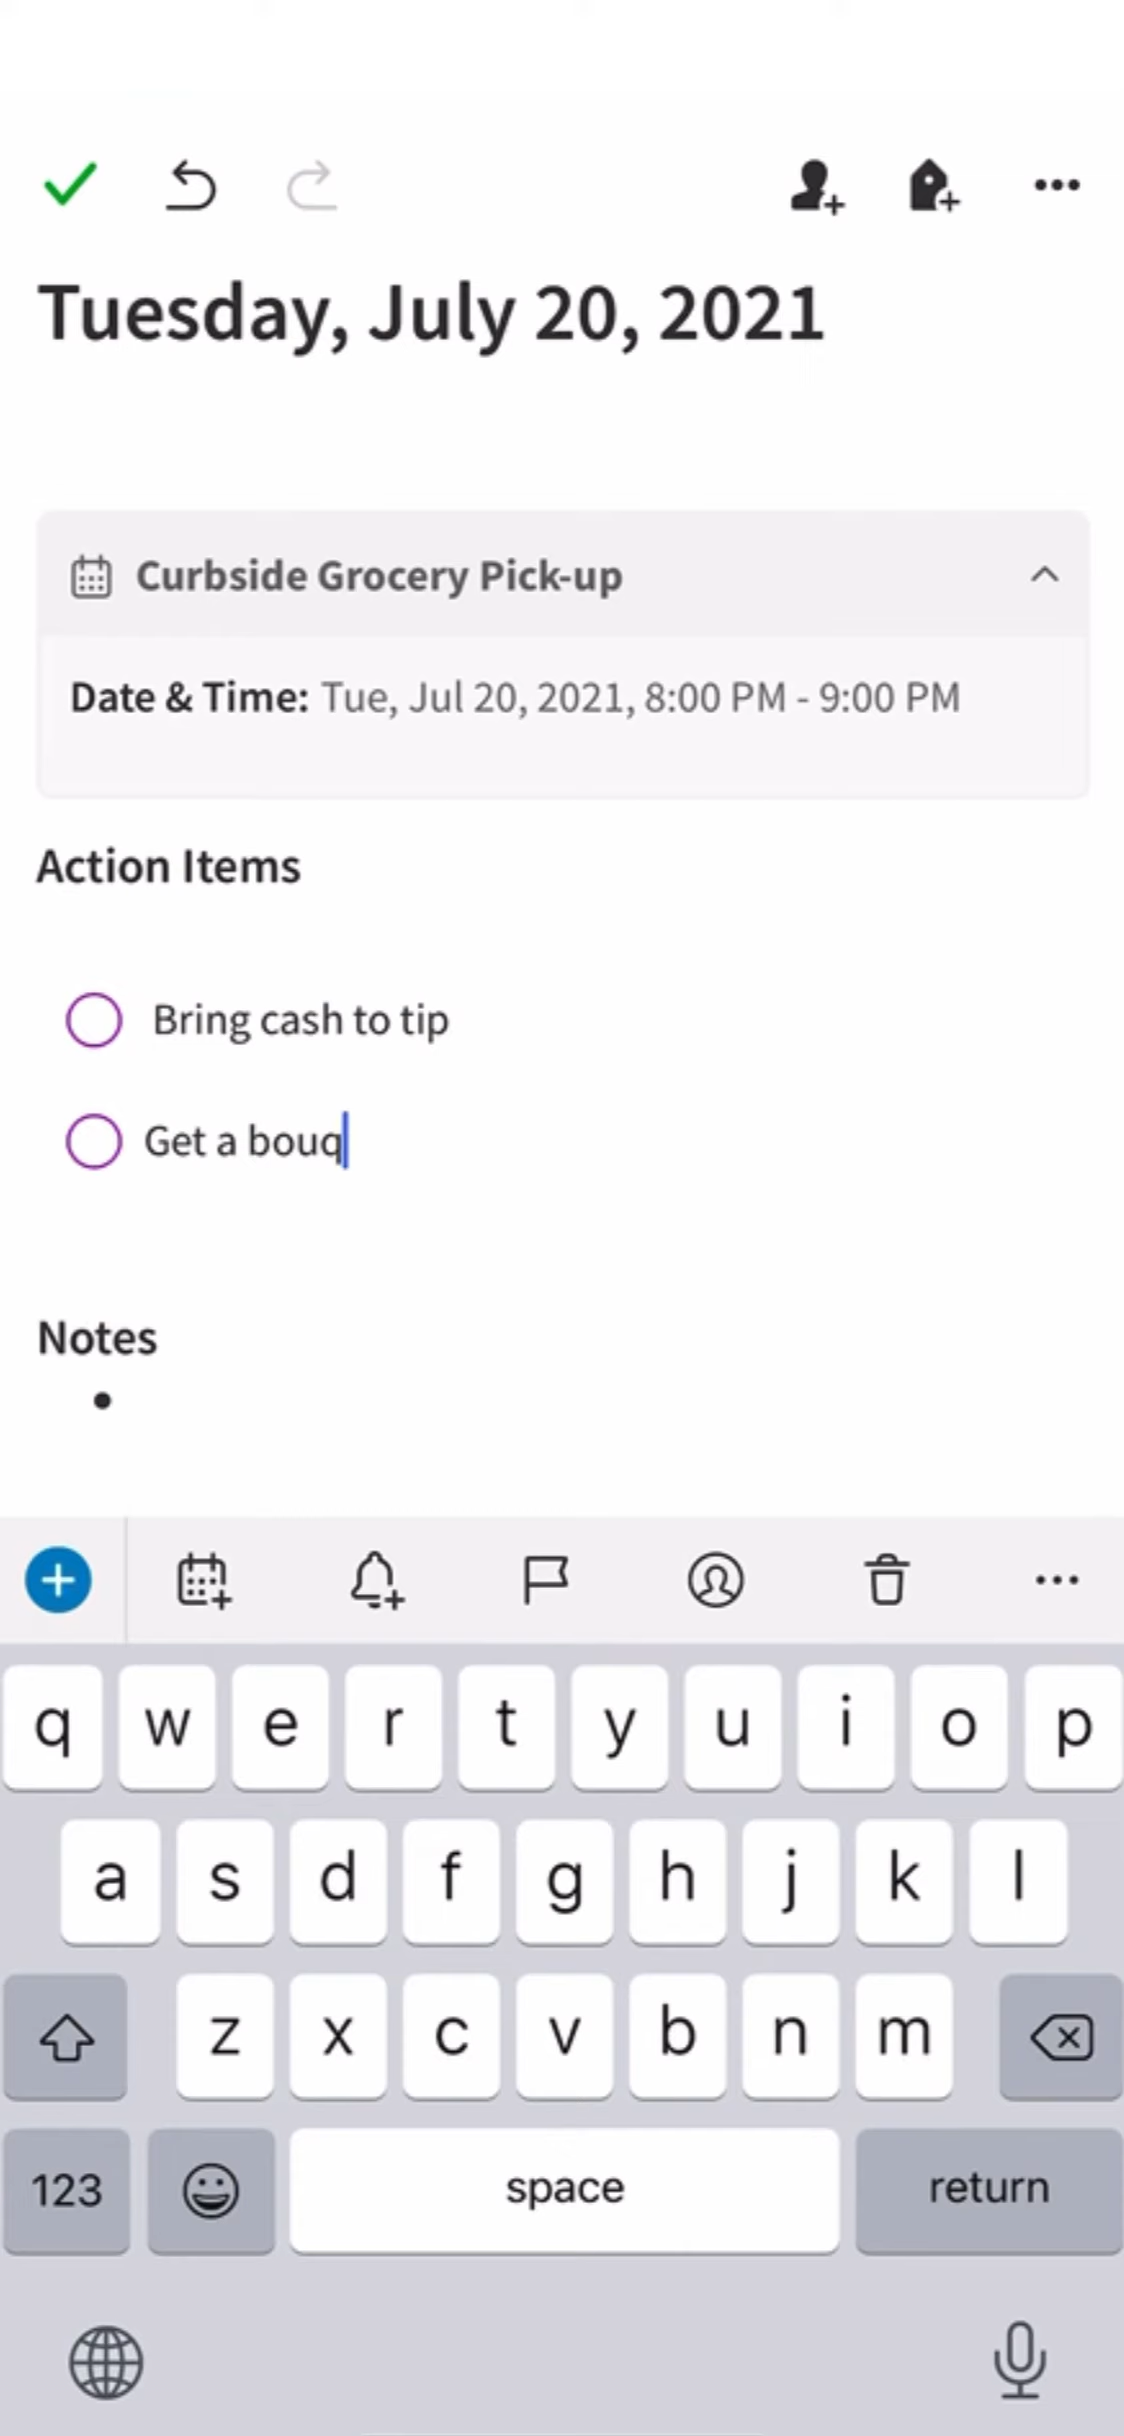 Tuesday, July 20, 2021
Curbside Grocery Pick-up
Date & Time: Tue, Jul 20, 2021, 8:00 PM - 9:00 PM
Action Items
Bring cash to tip
Get a bouq
Notes
q w e r t y u i o p
a s d f g h j k l
z x c v b n m
123 space return